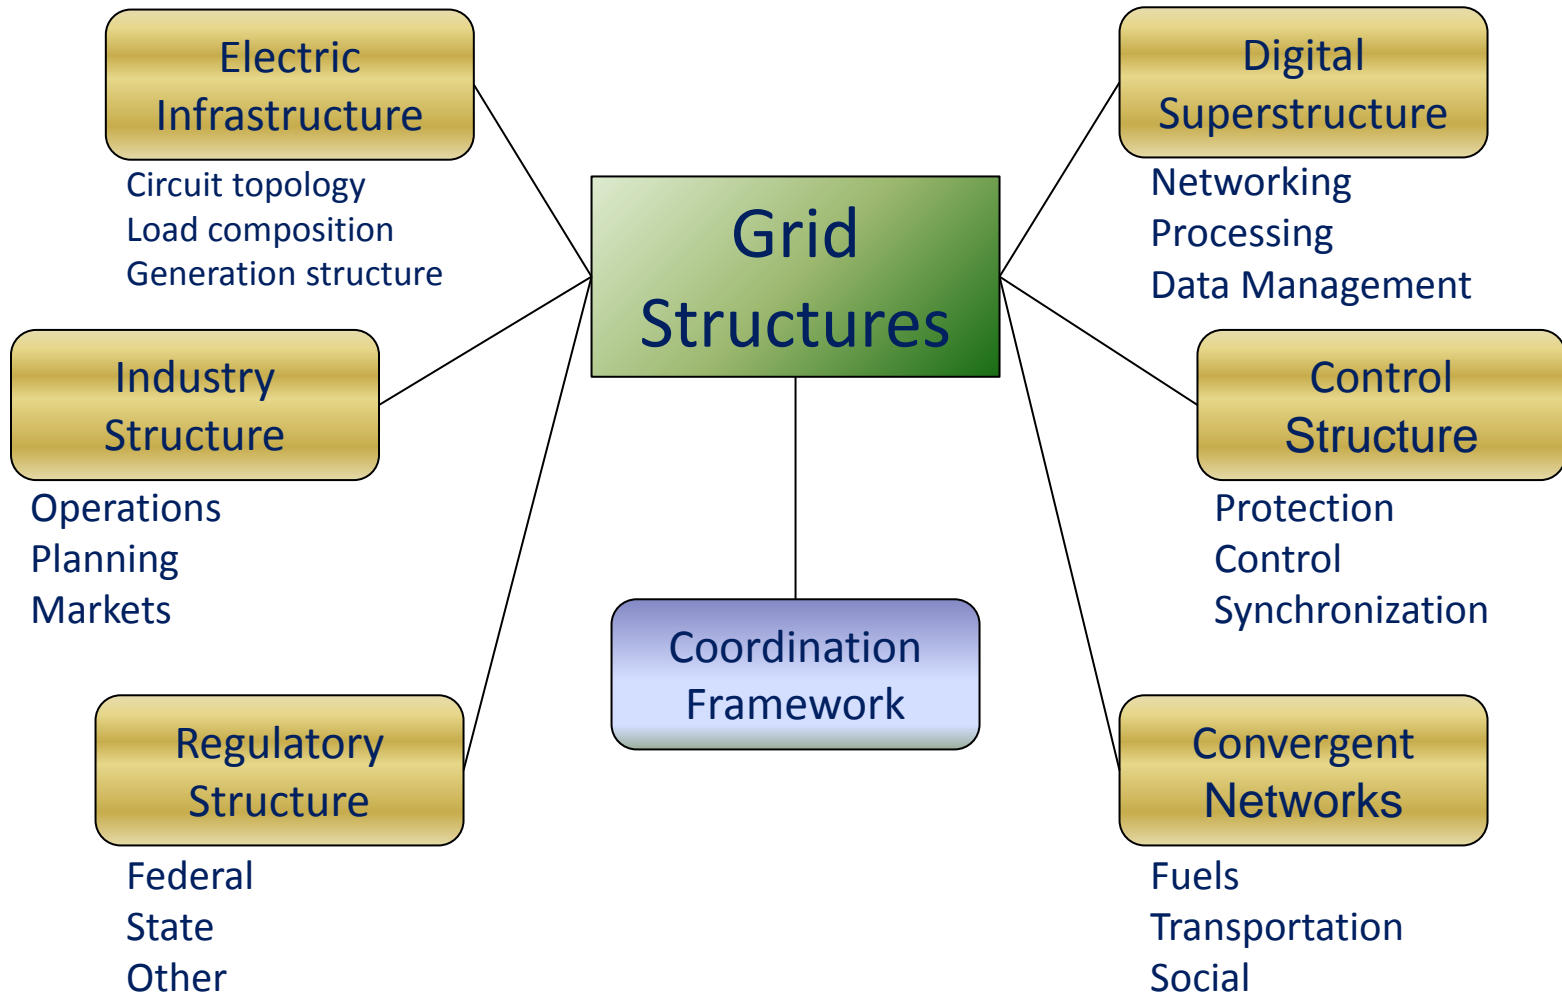 Electric
Infrastructure
Circuit topology
Load composition
Generation structure
Industry
Structure
Operations
Planning
Markets
Regulatory
Structure
Federal
State
Other
Grid
Structures
Coordination
Framework
Digital
Superstructure
Networking
Processing
Data Management
Control
Structure
Protection
Control
Synchronization
Convergent
Networks
Fuels
Transportation
Social